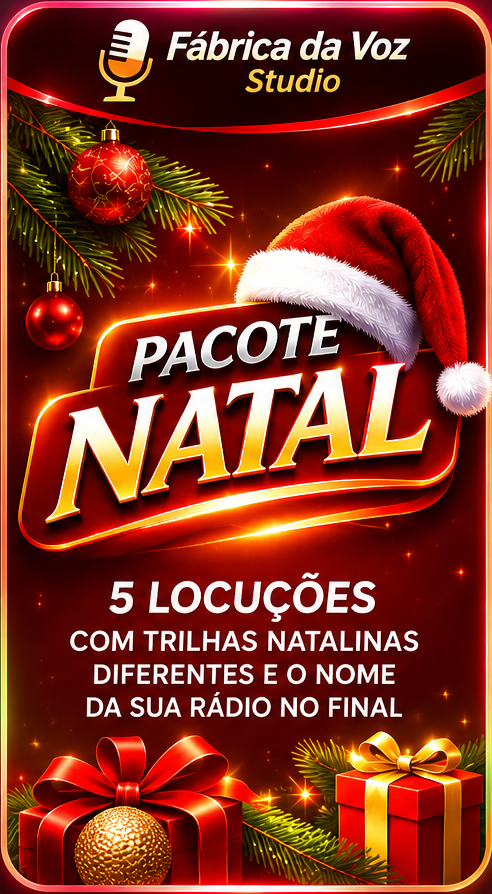 Fábrica da Voz
Studio
PACOTE
NATAL
5 LOCUÇÕES
COM TRILHAS NATALINAS
DIFERENTES E O NOME
DA SUA RÁDIO NO FINAL